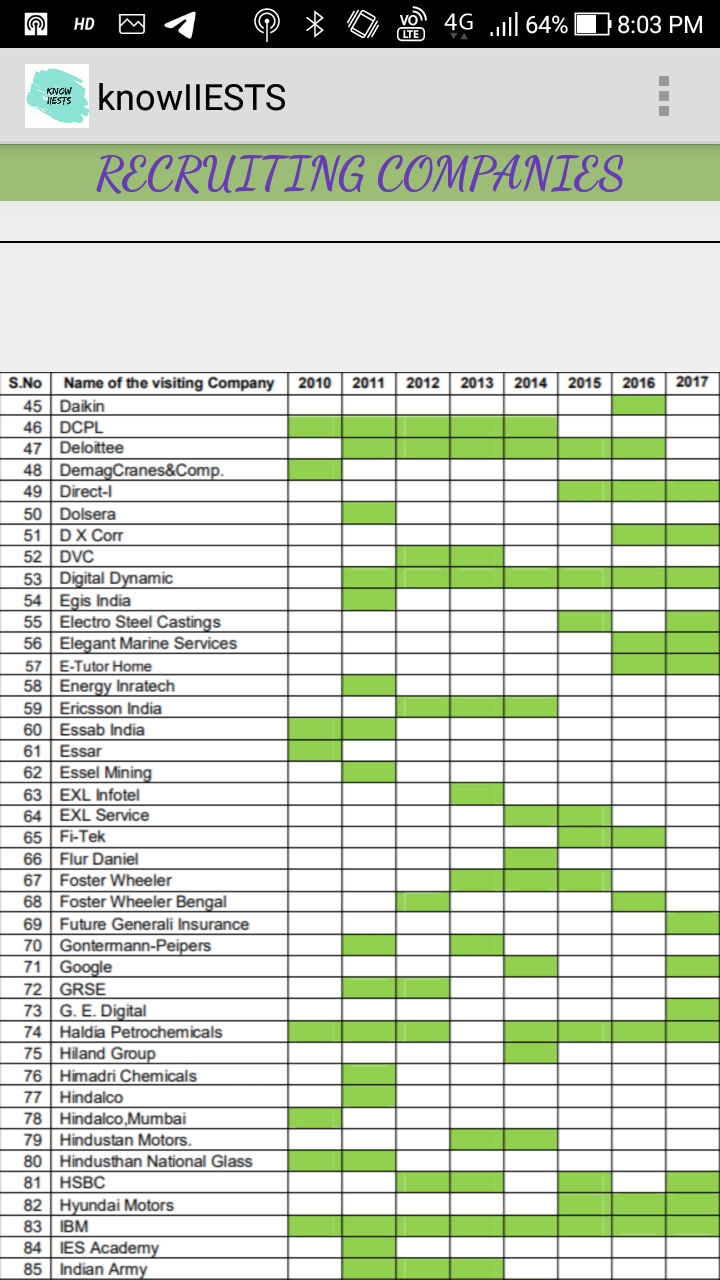 HD VO LTE 4G 64% 8:03 PM
KNOW IIESTS knowIIESTS
RECRUITING COMPANIES
S.No Name of the visiting Company 2010 2011 2012 2013 2014 2015 2016 2017
45 Daikin
46 DCPL
47 Deloittee
48 DemagCranes&Comp.
49 Direct-I
50 Dolsera
51 D X Corr
52 DVC
53 Digital Dynamic
54 Egis India
55 Electro Steel Castings
56 Elegant Marine Services
57 E-Tutor Home
58 Energy Inratech
59 Ericsson India
60 Essab India
61 Essar
62 Essel Mining
63 EXL Infotel
64 EXL Service
65 Fi-Tek
66 Flur Daniel
67 Foster Wheeler
68 Foster Wheeler Bengal
69 Future Generali Insurance
70 Gontermann-Peipers
71 Google
72 GRSE
73 G. E. Digital
74 Haldia Petrochemicals
75 Hiland Group
76 Himadri Chemicals
77 Hindalco
78 Hindalco,Mumbai
79 Hindustan Motors.
80 Hindusthan National Glass
81 HSBC
82 Hyundai Motors
83 IBM
84 IES Academy
85 Indian Army